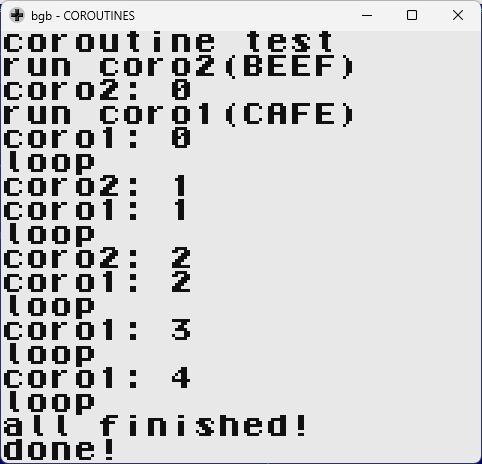 bgb - COROUTINES
coroutine test
run coro2(BEEF)
coro2: 0
run coro1(CAFE)
coro1: 0
loop
coro2: 1
coro1: 1
loop
coro2: 2
coro1: 2
loop
coro1: 3
loop
coro1: 4
loop
all finished!
done!